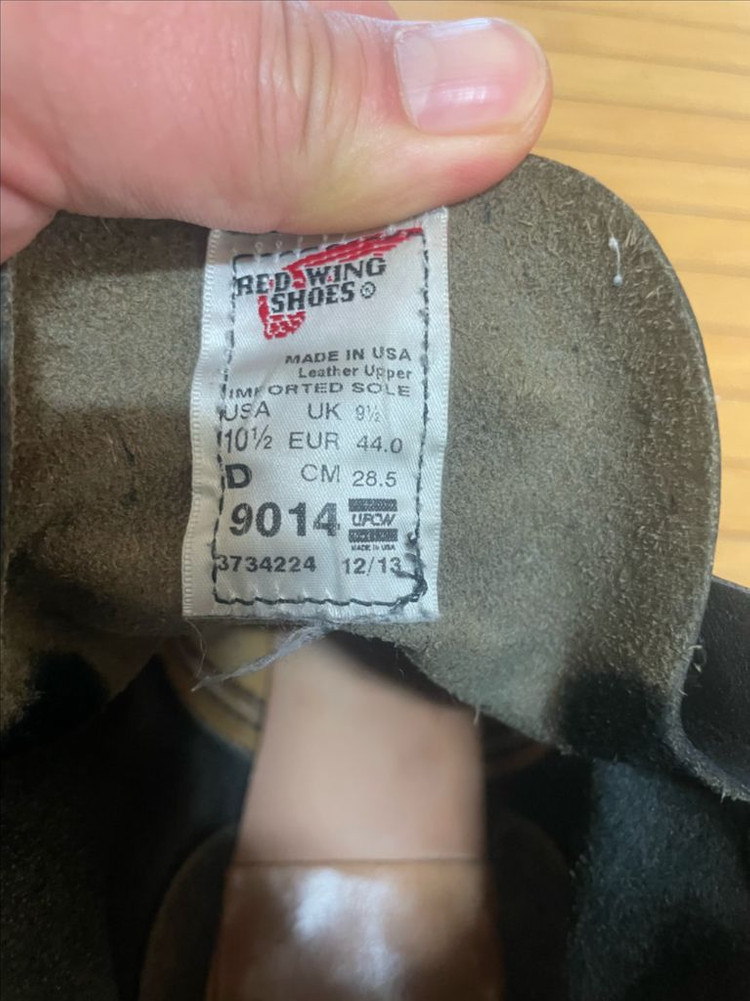 RED WING
SHOES®
MADE IN USA
Leather Upper
IMPORTED SOLE
USA UK 9½
10½ EUR 44.0
D CM 28.5
9014 UFCW
MADE IN USA
3734224 12/13